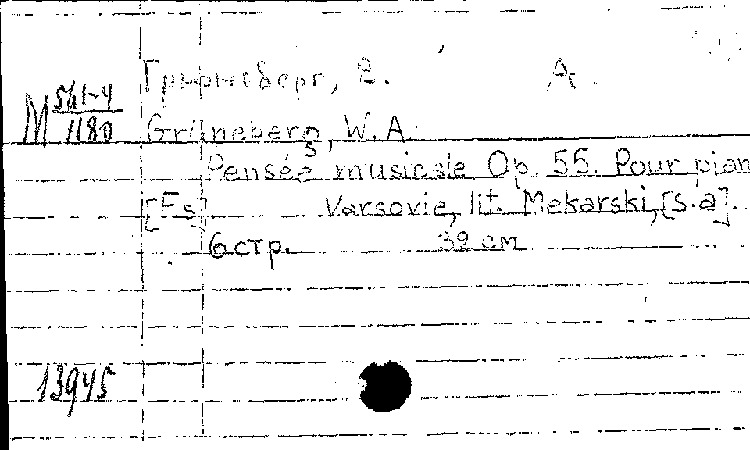 М 561-4/1180
Грюнеберг, В. А.
Grüneberg, W. A.
Pensée musicale Op. 55. Pour pian
[Es] Varsovie, lit. Mekarski, [s.a].
6 стр. 39 см
13945